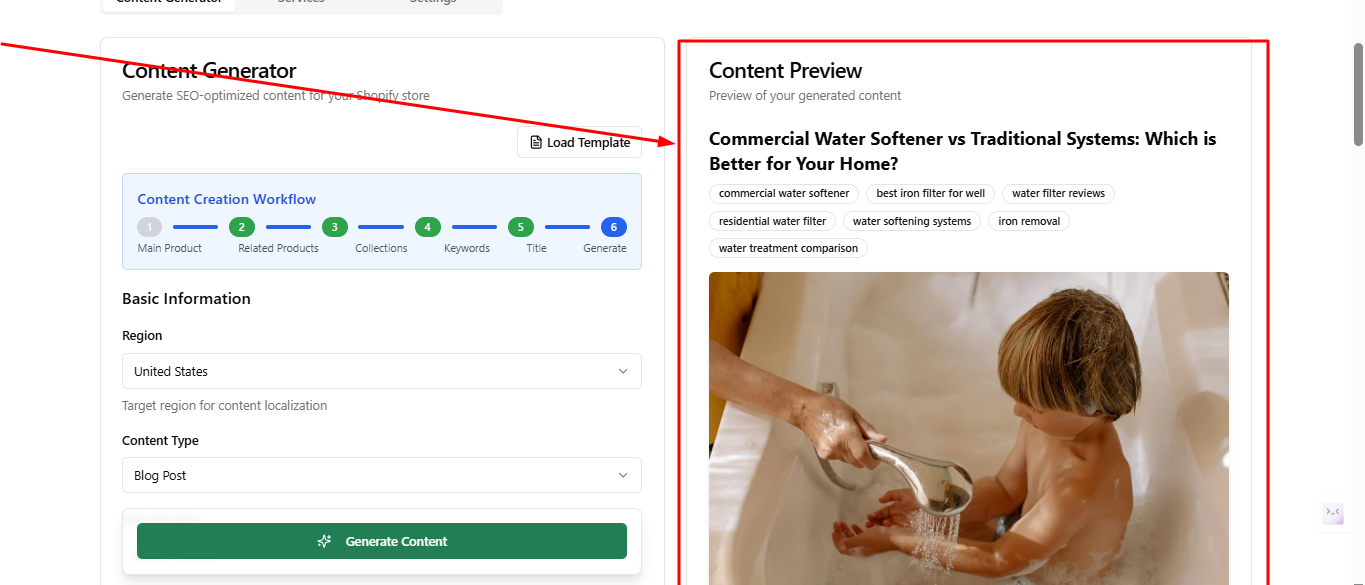 Content Generator
Services
Settings
Content Generator
Generate SEO-optimized content for your Shopify store
Load Template
Content Creation Workflow
1
2
3
4
5
6
Main Product
Related Products
Collections
Keywords
Title
Generate
Basic Information
Region
United States
Target region for content localization
Content Type
Blog Post
Generate Content
Content Preview
Preview of your generated content
Commercial Water Softener vs Traditional Systems: Which is
Better for Your Home?
commercial water softener
best iron filter for well
water filter reviews
residential water filter
water softening systems
iron removal
water treatment comparison